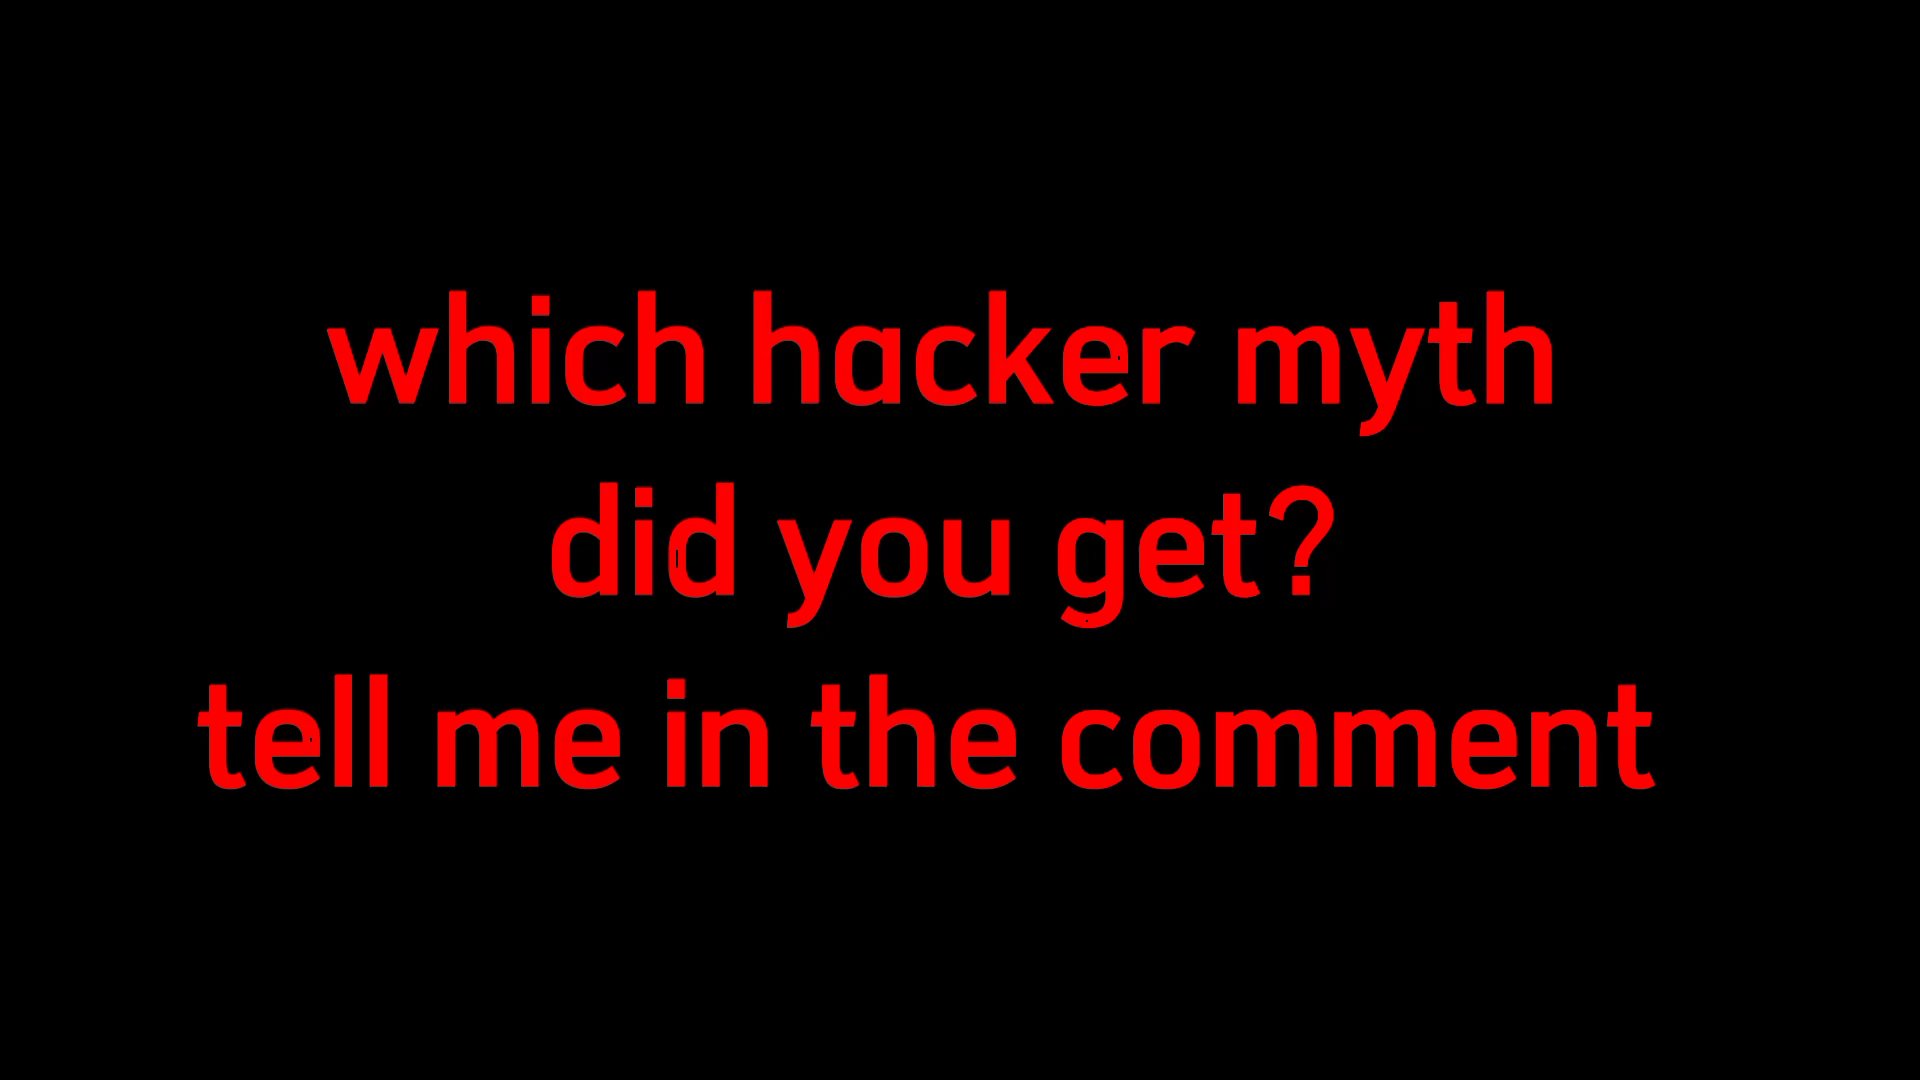 which hacker myth
did you get?
tell me in the comment